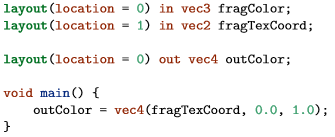 layout(location = 0) in vec3 fragColor;
layout(location = 1) in vec2 fragTexCoord;

layout(location = 0) out vec4 outColor;

void main() {
    outColor = vec4(fragTexCoord, 0.0, 1.0);
}